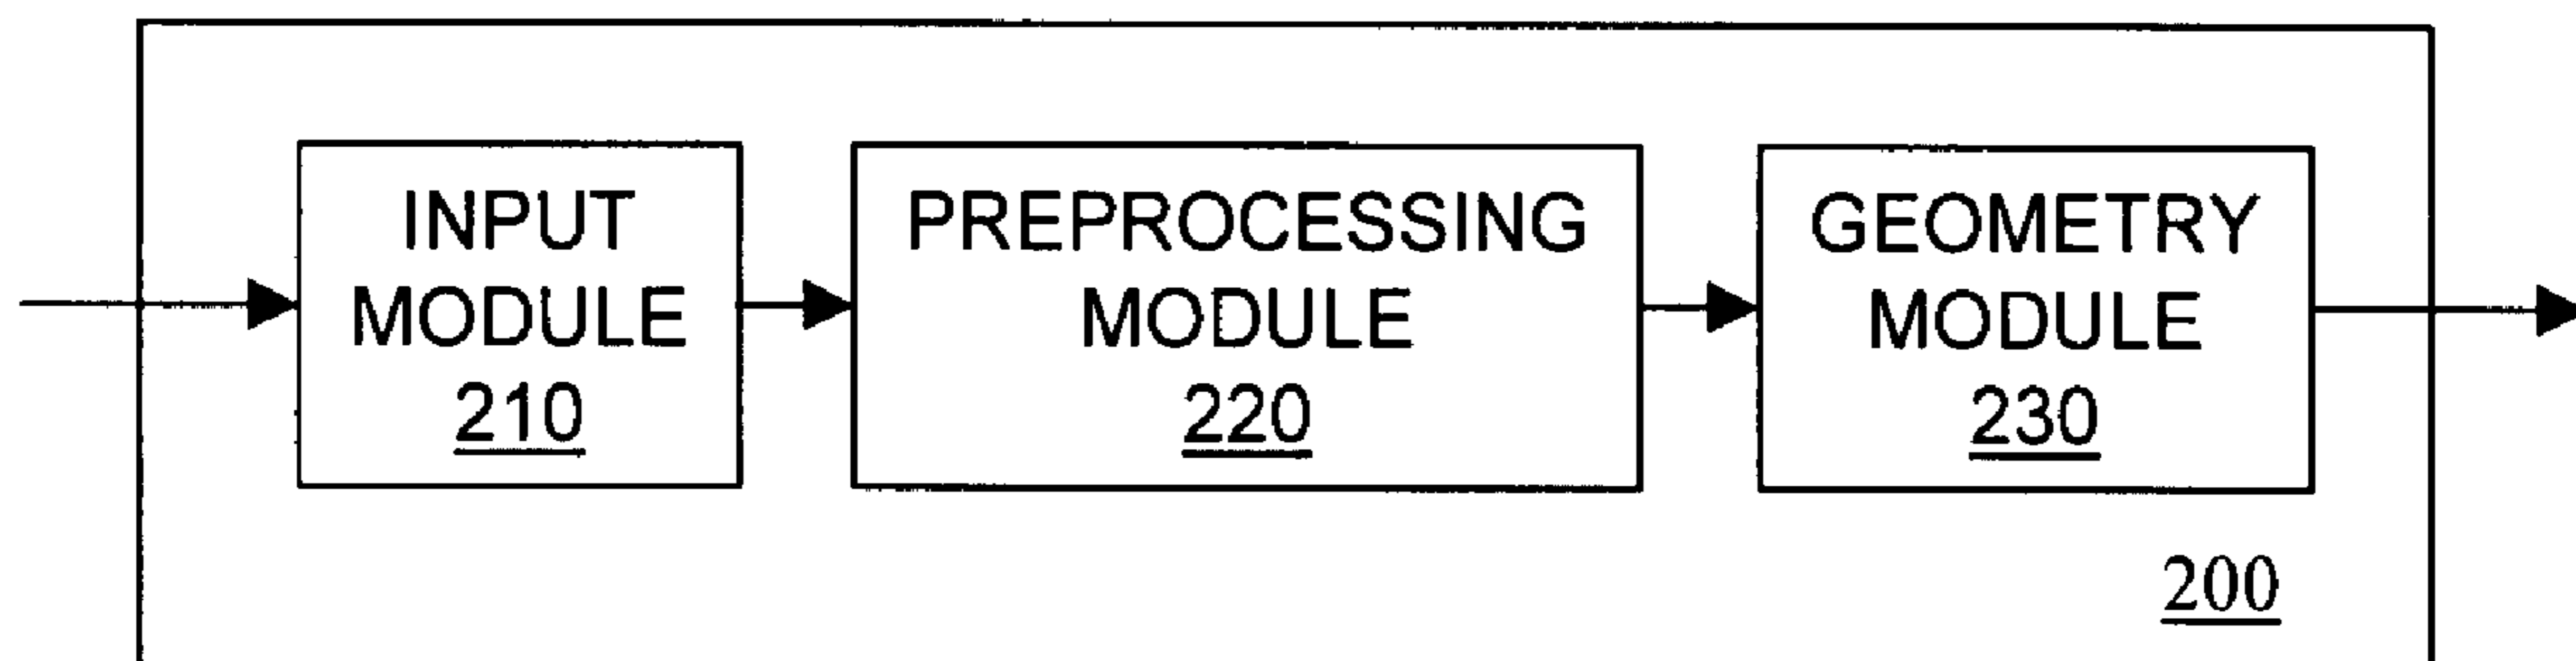 INPUT
MODULE
210
PREPROCESSING
MODULE
220
GEOMETRY
MODULE
230
200